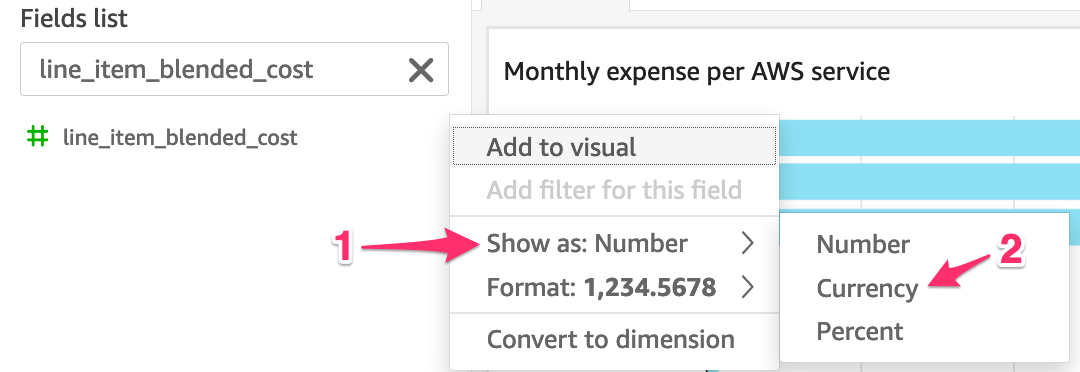 Fields list
line_item_blended_cost
line_item_blended_cost
Monthly expense per AWS service
Add to visual
Add filter for this field
1
Show as: Number
Format: 1,234.5678
Convert to dimension
Number
2
Currency
Percent